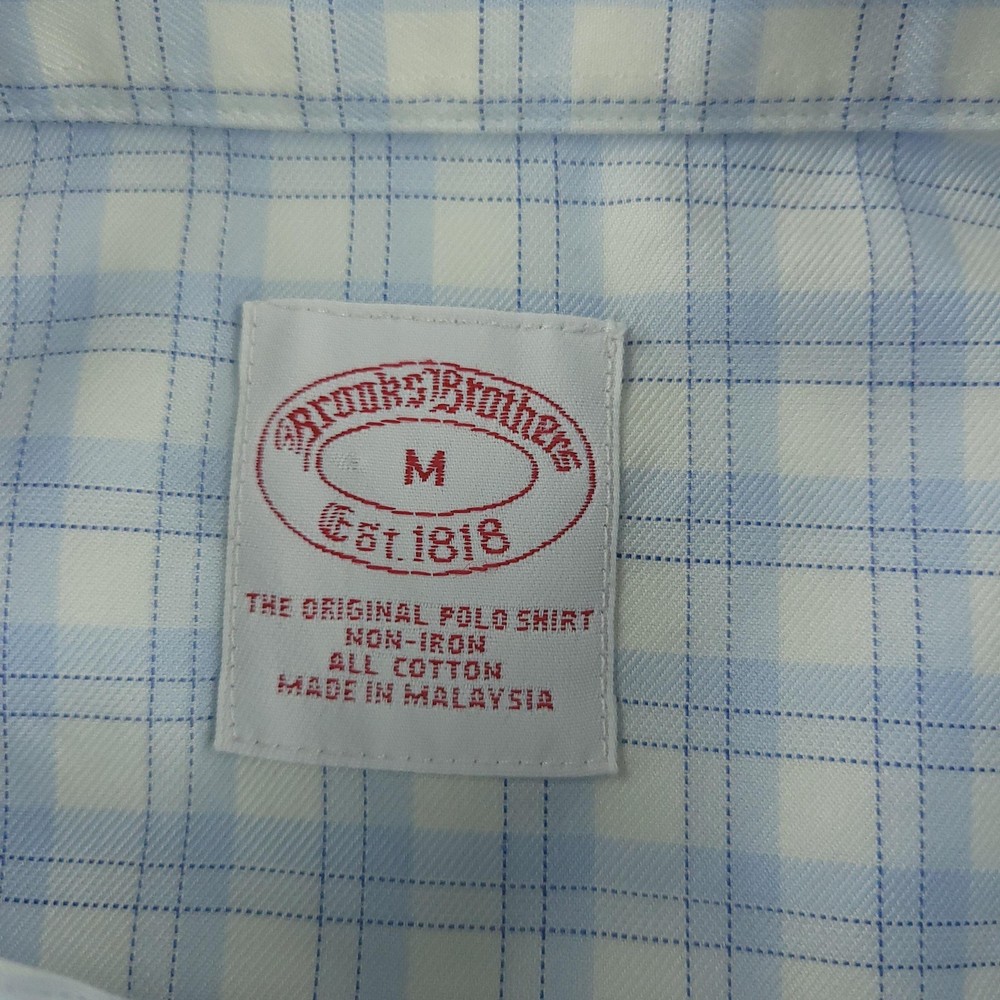 Brooks Brothers
M
Est. 1818
THE ORIGINAL POLO SHIRT
NON-IRON
ALL COTTON
MADE IN MALAYSIA